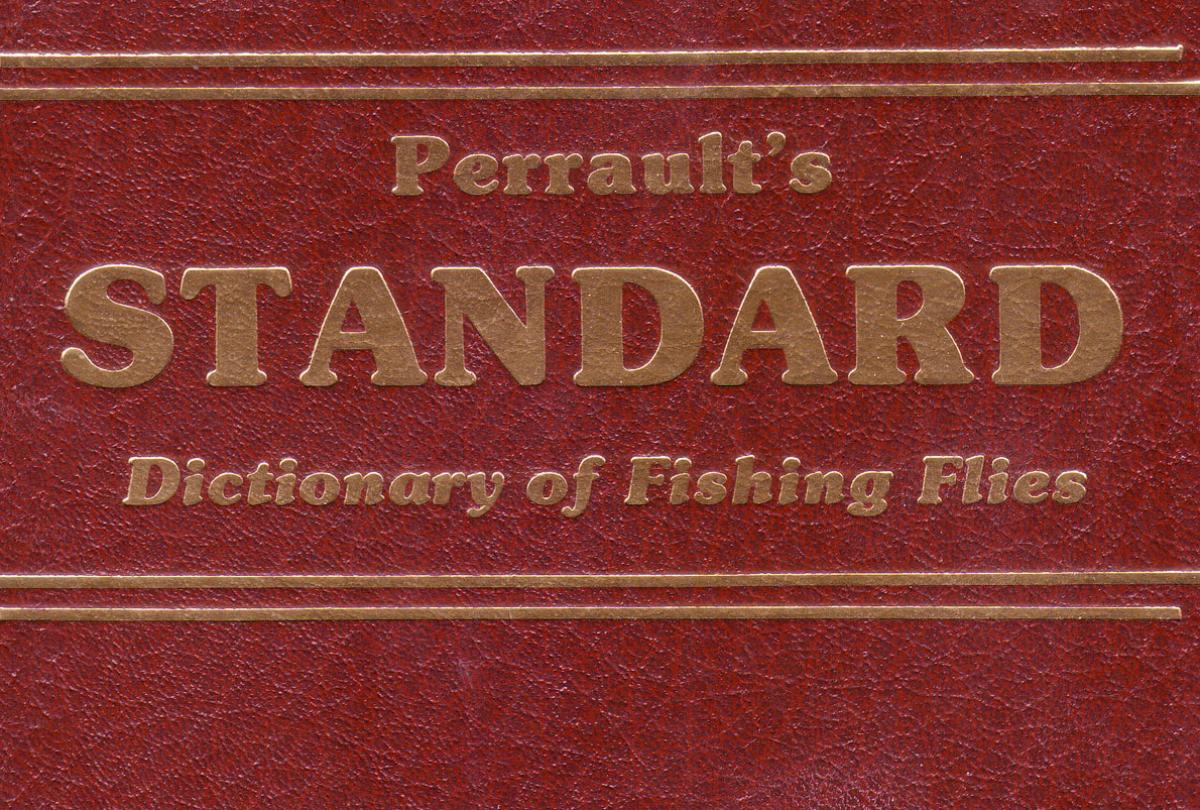 Perrault’s
STANDARD
Dictionary of Fishing Flies